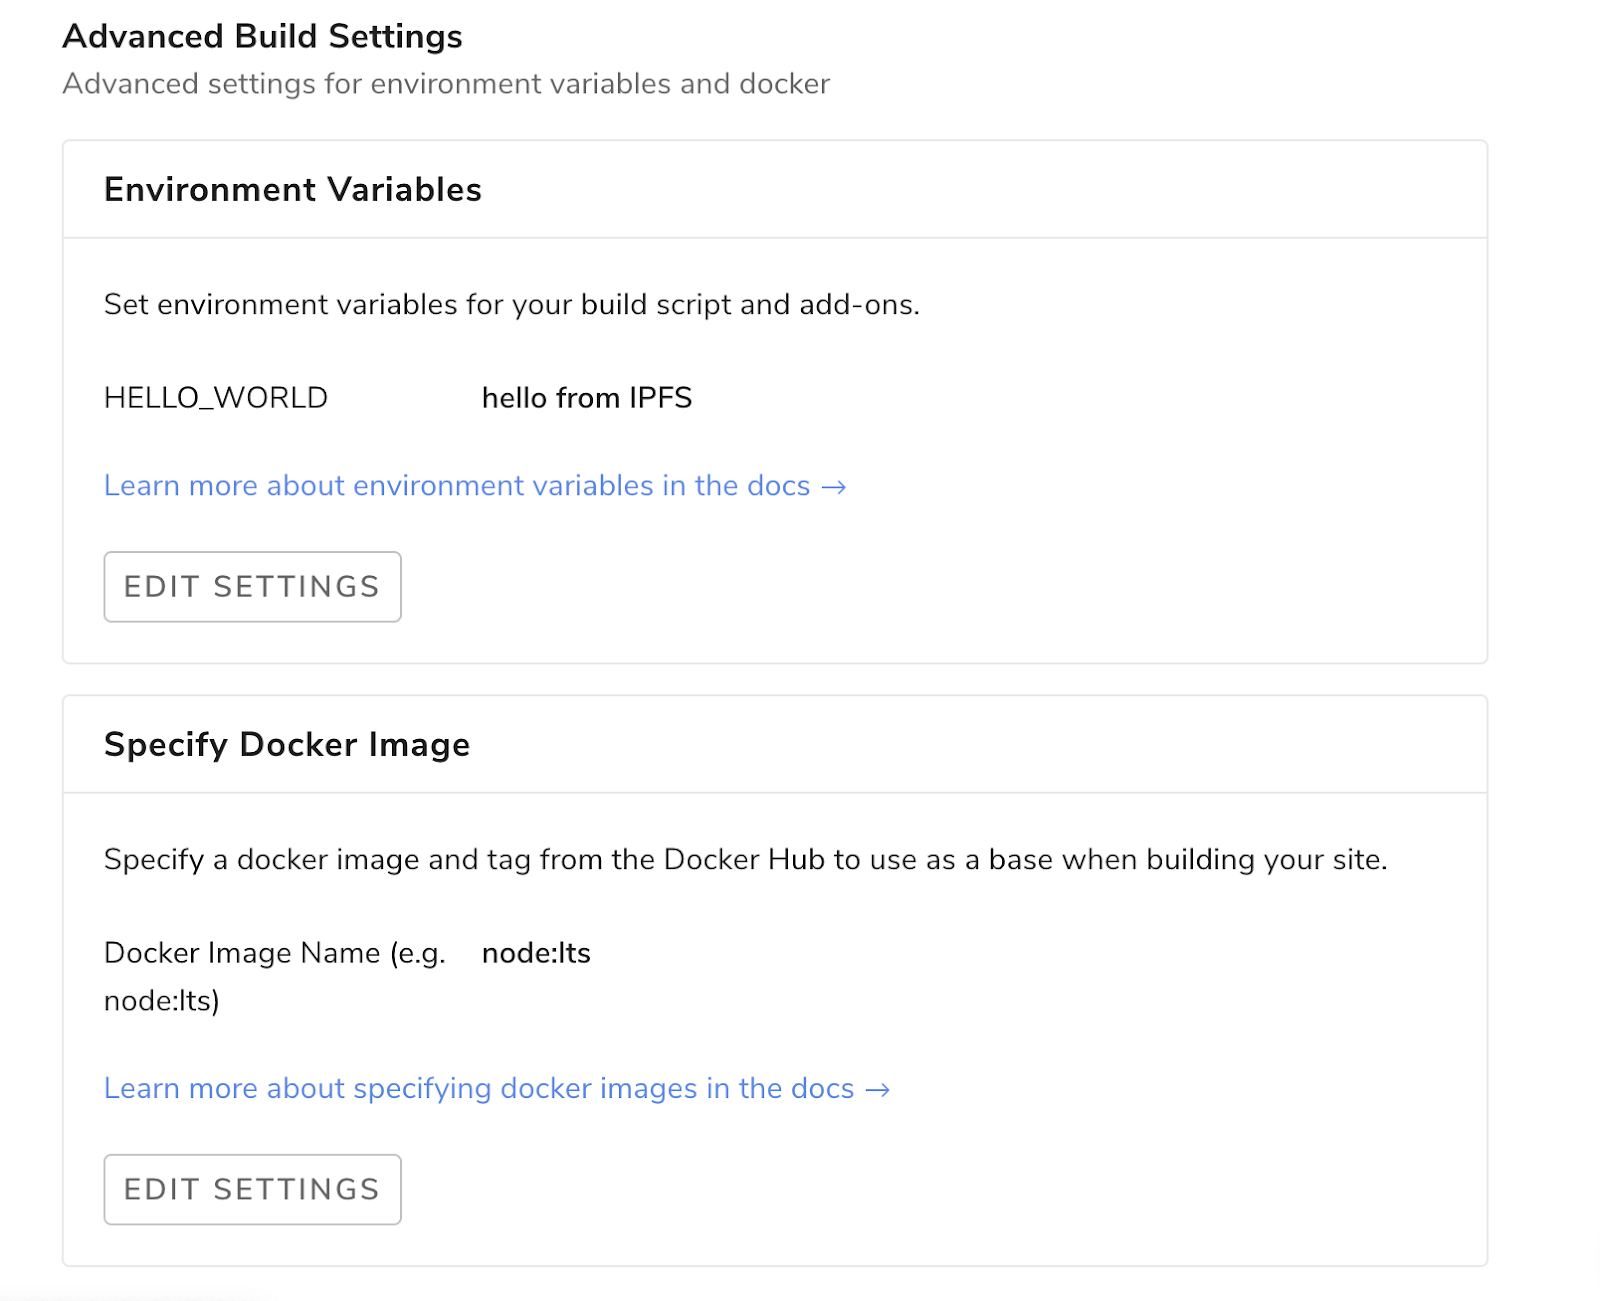 Advanced Build Settings
Advanced settings for environment variables and docker
Environment Variables
Set environment variables for your build script and add-ons.
HELLO_WORLD hello from IPFS
Learn more about environment variables in the docs →
EDIT SETTINGS
Specify Docker Image
Specify a docker image and tag from the Docker Hub to use as a base when building your site.
Docker Image Name (e.g. node:lts
node:lts)
Learn more about specifying docker images in the docs →
EDIT SETTINGS